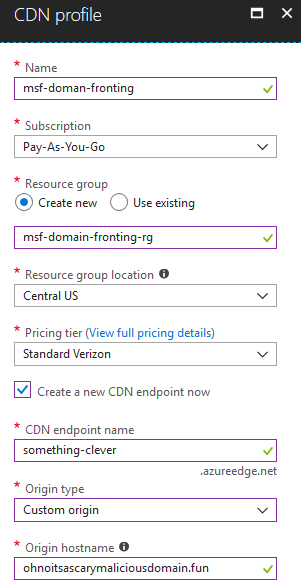 CDN profile
* Name
msf-doman-fronting
* Subscription
Pay-As-You-Go
* Resource group
Create new Use existing
msf-domain-fronting-rg
* Resource group location
Central US
* Pricing tier (View full pricing details)
Standard Verizon
Create a new CDN endpoint now
* CDN endpoint name
something-clever
.azureedge.net
* Origin type
Custom origin
* Origin hostname
ohnoitsascarymaliciousdomain.fun